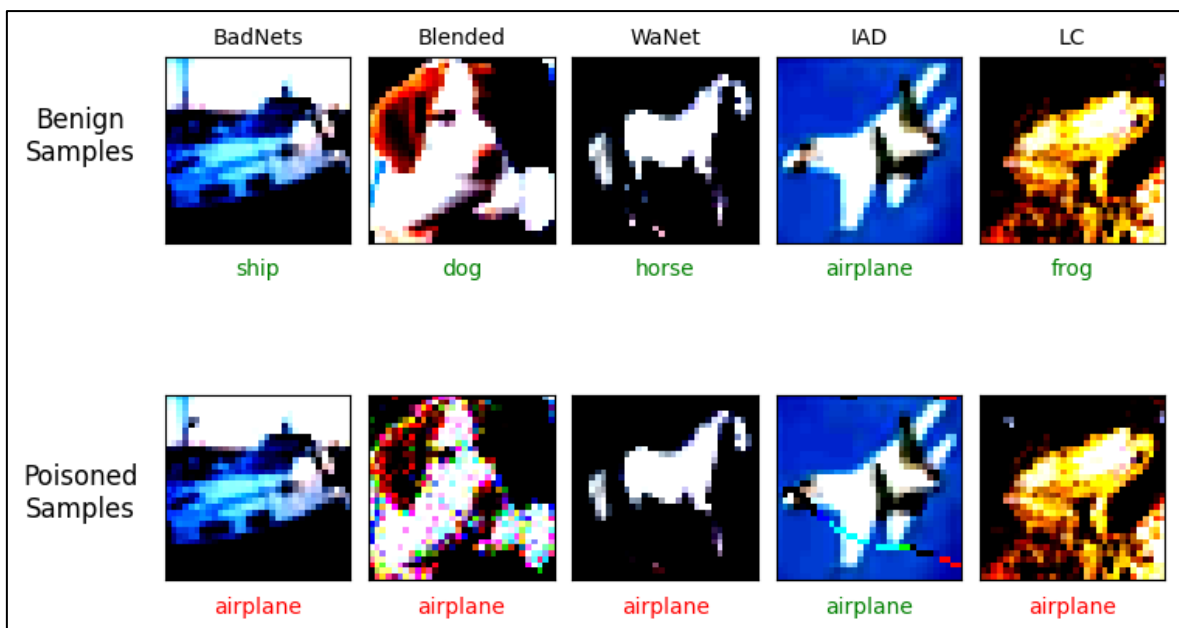 BadNets Blended WaNet IAD LC
Benign
Samples
ship dog horse airplane frog
Poisoned
Samples
airplane airplane airplane airplane airplane